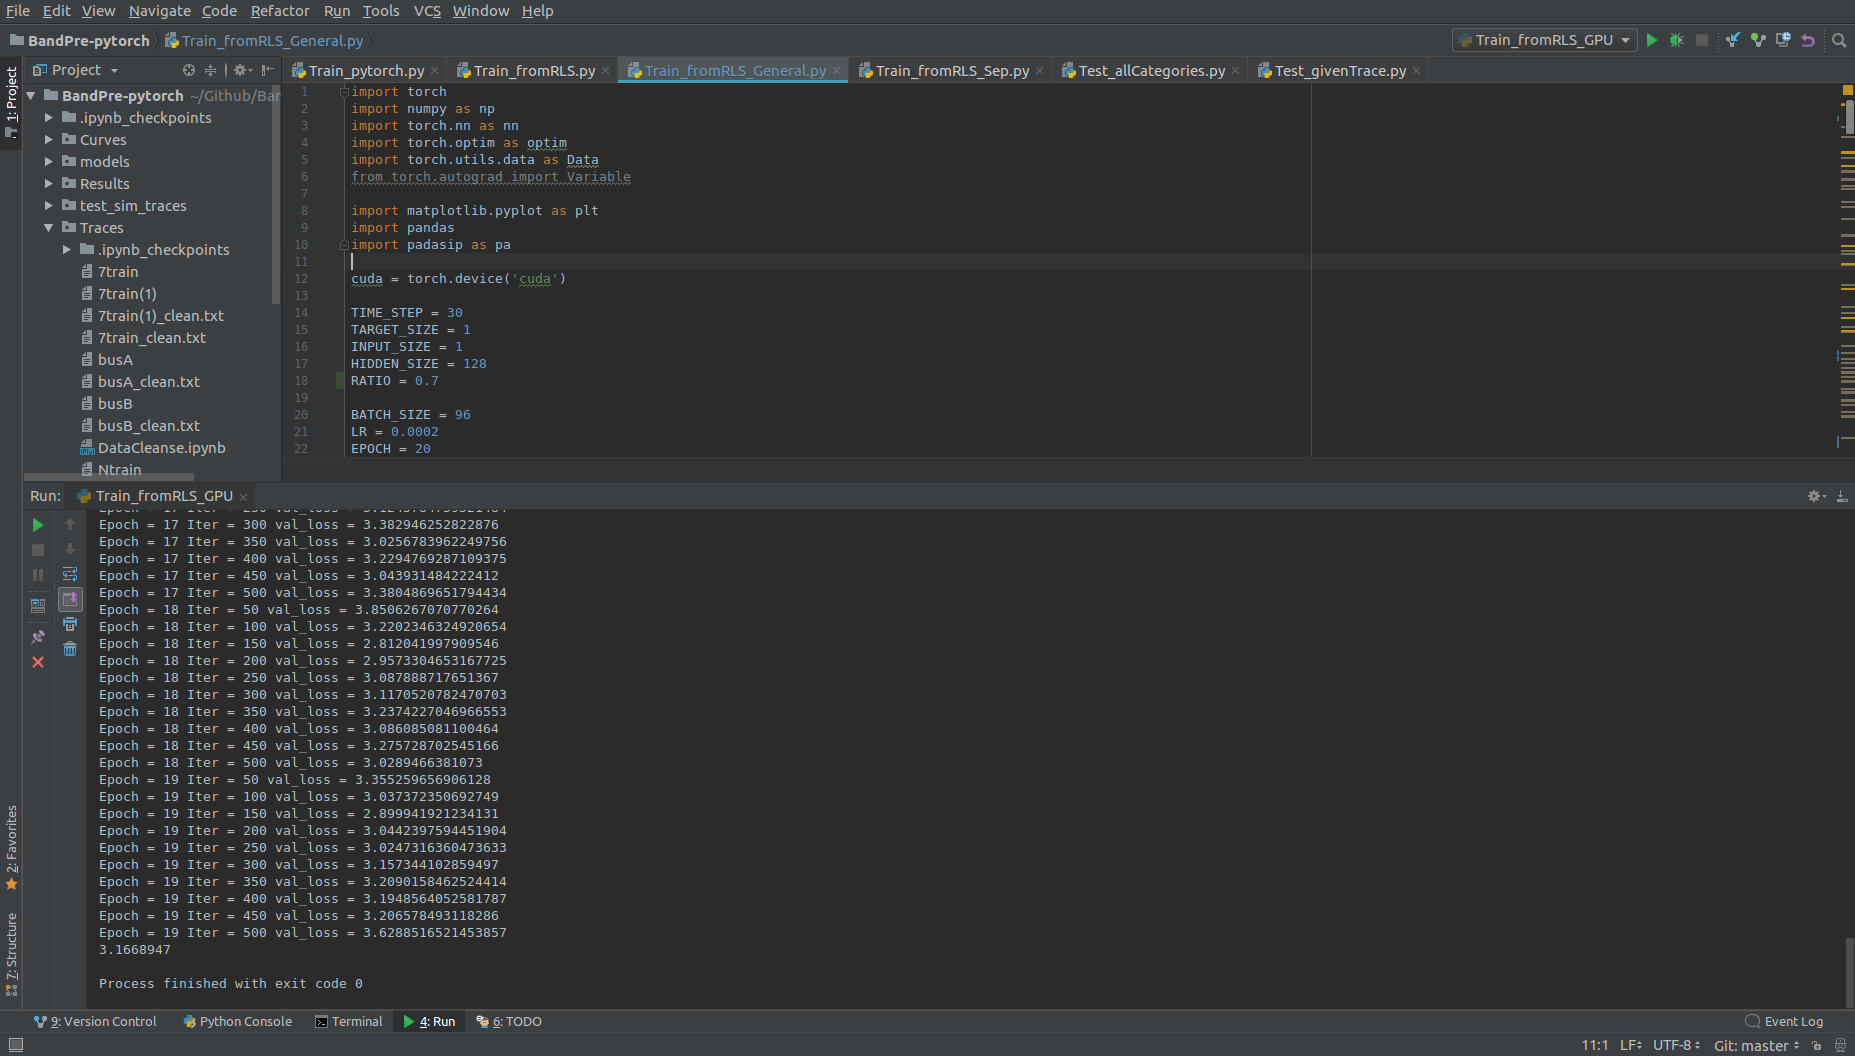 File Edit View Navigate Code Refactor Run Tools VCS Window Help
BandPre-pytorch Train_fromRLS_General.py Train_fromRLS_GPU
Project
Train_pytorch.py Train_fromRLS.py Train_fromRLS_General.py Train_fromRLS_Sep.py Test_allCategories.py Test_givenTrace.py
1: Project
BandPre-pytorch ~/Github/Bar
.ipynb_checkpoints
Curves
models
Results
test_sim_traces
Traces
.ipynb_checkpoints
7train
7train(1)
7train(1)_clean.txt
7train_clean.txt
busA
busA_clean.txt
busB
busB_clean.txt
DataCleanse.ipynb
Ntrain
1 import torch
2 import numpy as np
3 import torch.nn as nn
4 import torch.optim as optim
5 import torch.utils.data as Data
6 from torch.autograd import Variable
7
8 import matplotlib.pyplot as plt
9 import pandas
10 import padasip as pa
11
12 cuda = torch.device('cuda')
13
14 TIME_STEP = 30
15 TARGET_SIZE = 1
16 INPUT_SIZE = 1
17 HIDDEN_SIZE = 128
18 RATIO = 0.7
19
20 BATCH_SIZE = 96
21 LR = 0.0002
22 EPOCH = 20
Run: Train_fromRLS_GPU
Epoch = 17 Iter = 300 val_loss = 3.382946252822876
Epoch = 17 Iter = 350 val_loss = 3.0256783962249756
Epoch = 17 Iter = 400 val_loss = 3.2294769287109375
Epoch = 17 Iter = 450 val_loss = 3.043931484222412
Epoch = 17 Iter = 500 val_loss = 3.3804869651794434
Epoch = 18 Iter = 50 val_loss = 3.8506267070770264
Epoch = 18 Iter = 100 val_loss = 3.2202346324920654
Epoch = 18 Iter = 150 val_loss = 2.812041997909546
Epoch = 18 Iter = 200 val_loss = 2.9573304653167725
Epoch = 18 Iter = 250 val_loss = 3.087888717651367
Epoch = 18 Iter = 300 val_loss = 3.1170520782470703
Epoch = 18 Iter = 350 val_loss = 3.2374227046966553
Epoch = 18 Iter = 400 val_loss = 3.086085081100464
Epoch = 18 Iter = 450 val_loss = 3.275728702545166
Epoch = 18 Iter = 500 val_loss = 3.0289466381073
Epoch = 19 Iter = 50 val_loss = 3.355259656906128
Epoch = 19 Iter = 100 val_loss = 3.037372350692749
Epoch = 19 Iter = 150 val_loss = 2.899941921234131
Epoch = 19 Iter = 200 val_loss = 3.0442397594451904
Epoch = 19 Iter = 250 val_loss = 3.0247316360473633
Epoch = 19 Iter = 300 val_loss = 3.157344102859497
Epoch = 19 Iter = 350 val_loss = 3.2090158462524414
Epoch = 19 Iter = 400 val_loss = 3.1948564052581787
Epoch = 19 Iter = 450 val_loss = 3.206578493118286
Epoch = 19 Iter = 500 val_loss = 3.6288516521453857
3.1668947
Process finished with exit code 0
2: Favorites
7: Structure
9: Version Control Python Console Terminal 4: Run 6: TODO Event Log
11:1 LF UTF-8 Git: master